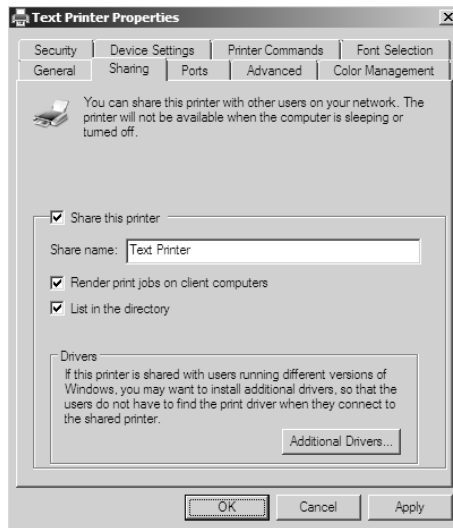 Text Printer Properties
Security Device Settings Printer Commands Font Selection
General Sharing Ports Advanced Color Management
You can share this printer with other users on your network. The
printer will not be available when the computer is sleeping or
turned off.
Share this printer
Share name: Text Printer
Render print jobs on client computers
List in the directory
Drivers
If this printer is shared with users running different versions of
Windows, you may want to install additional drivers, so that the
users do not have to find the print driver when they connect to
the shared printer.
Additional Drivers...
OK Cancel Apply